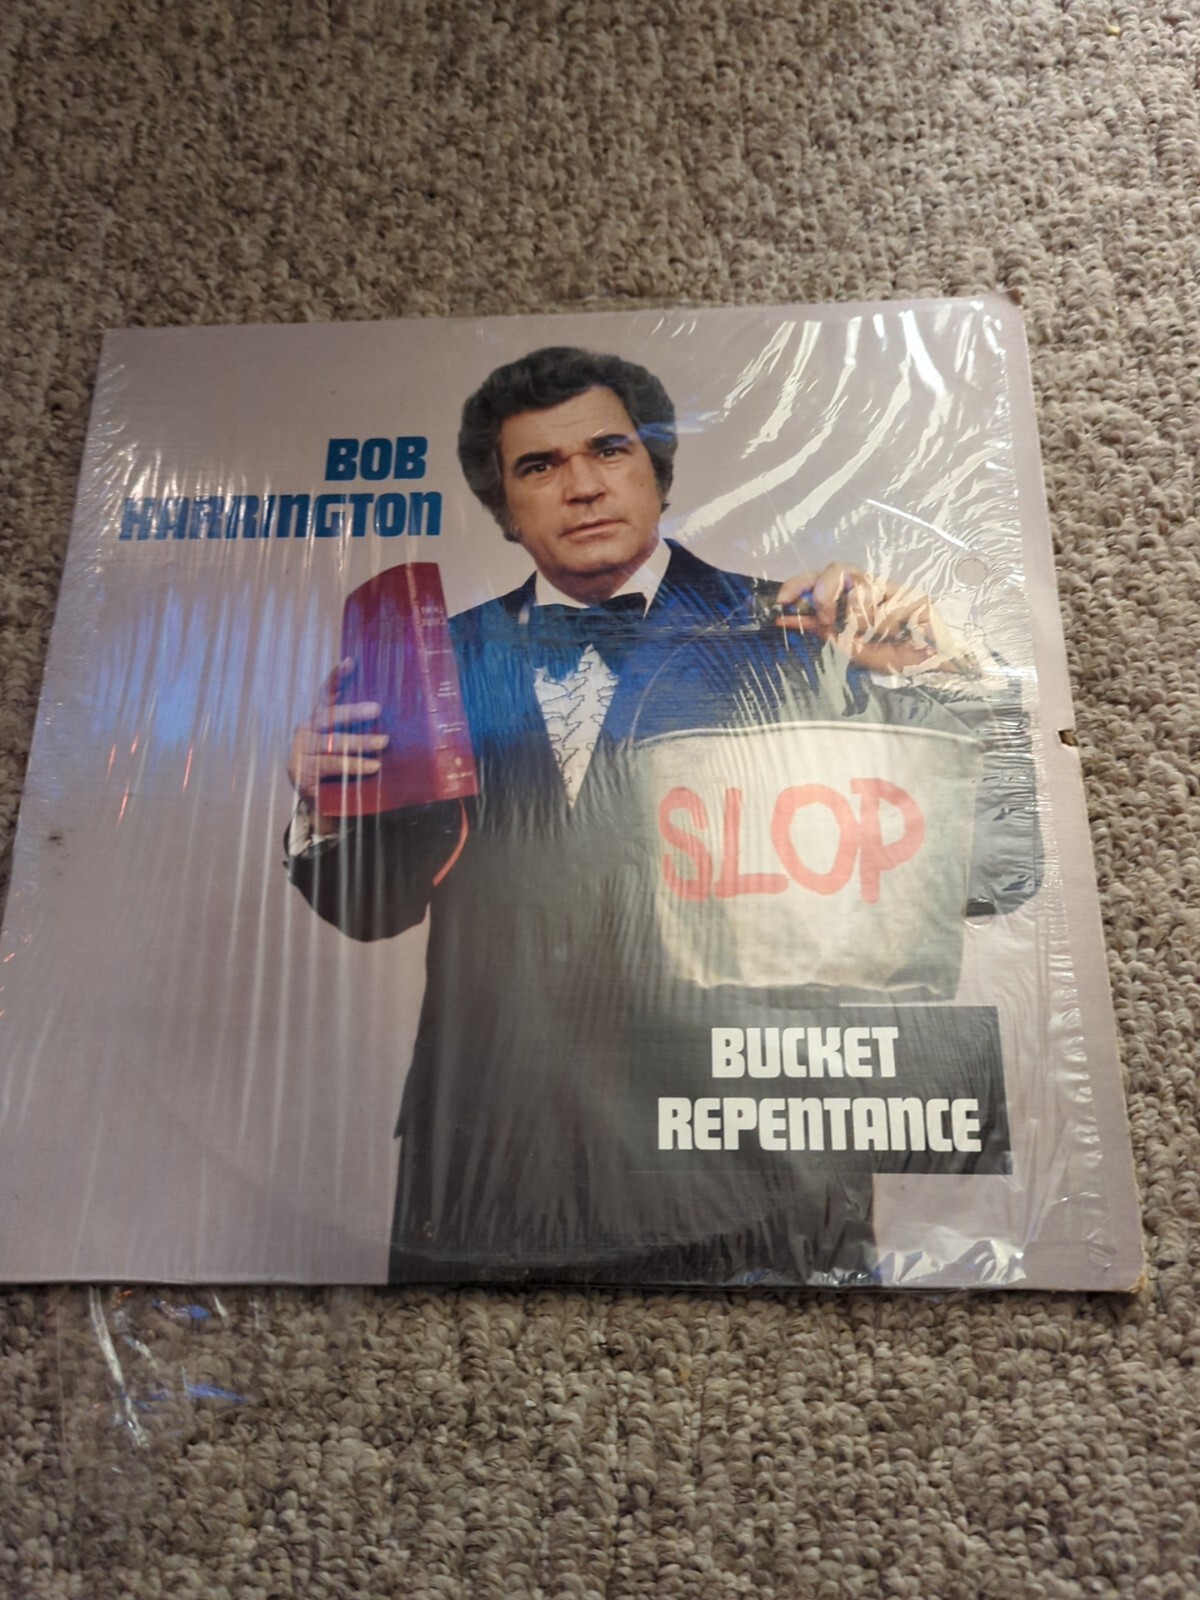 BOB
HARRINGTON
SLOP
BUCKET
REPENTANCE